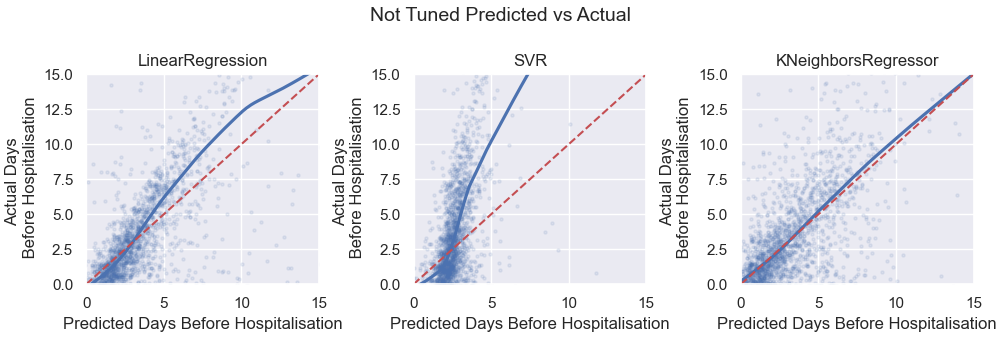 Not Tuned Predicted vs Actual
LinearRegression
15.0
12.5
10.0
7.5
5.0
2.5
0.0
Actual Days
Before Hospitalisation
0 5 10 15
Predicted Days Before Hospitalisation
SVR
15.0
12.5
10.0
7.5
5.0
2.5
0.0
Actual Days
Before Hospitalisation
0 5 10 15
Predicted Days Before Hospitalisation
KNeighborsRegressor
15.0
12.5
10.0
7.5
5.0
2.5
0.0
Actual Days
Before Hospitalisation
0 5 10 15
Predicted Days Before Hospitalisation